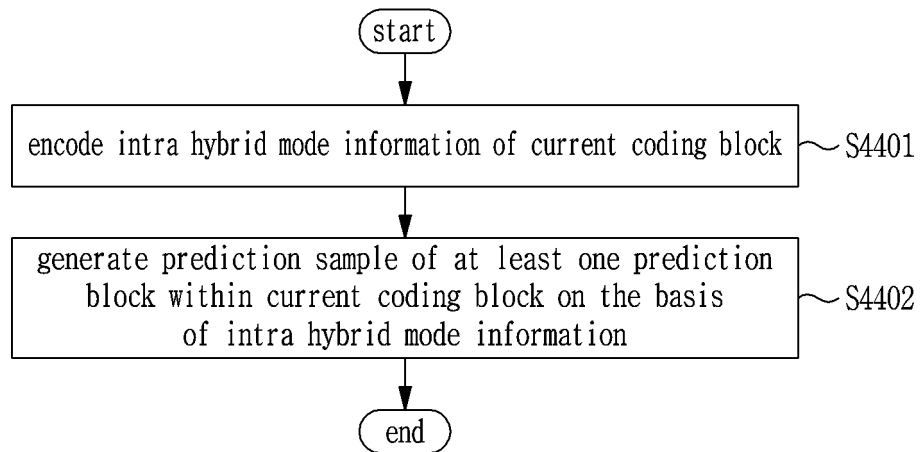 start
encode intra hybrid mode information of current coding block
S4401
generate prediction sample of at least one prediction
block within current coding block on the basis
of intra hybrid mode information
S4402
end